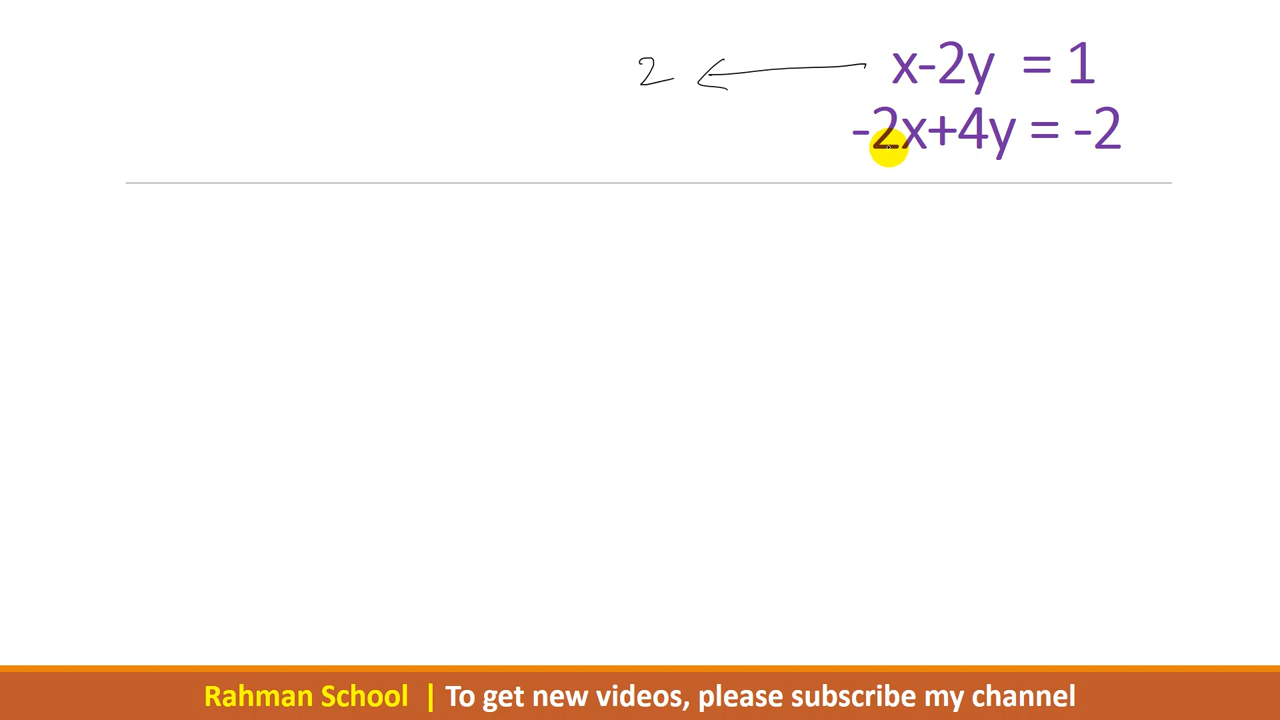 2 ← x-2y = 1
-2x+4y = -2
Rahman School | To get new videos, please subscribe my channel